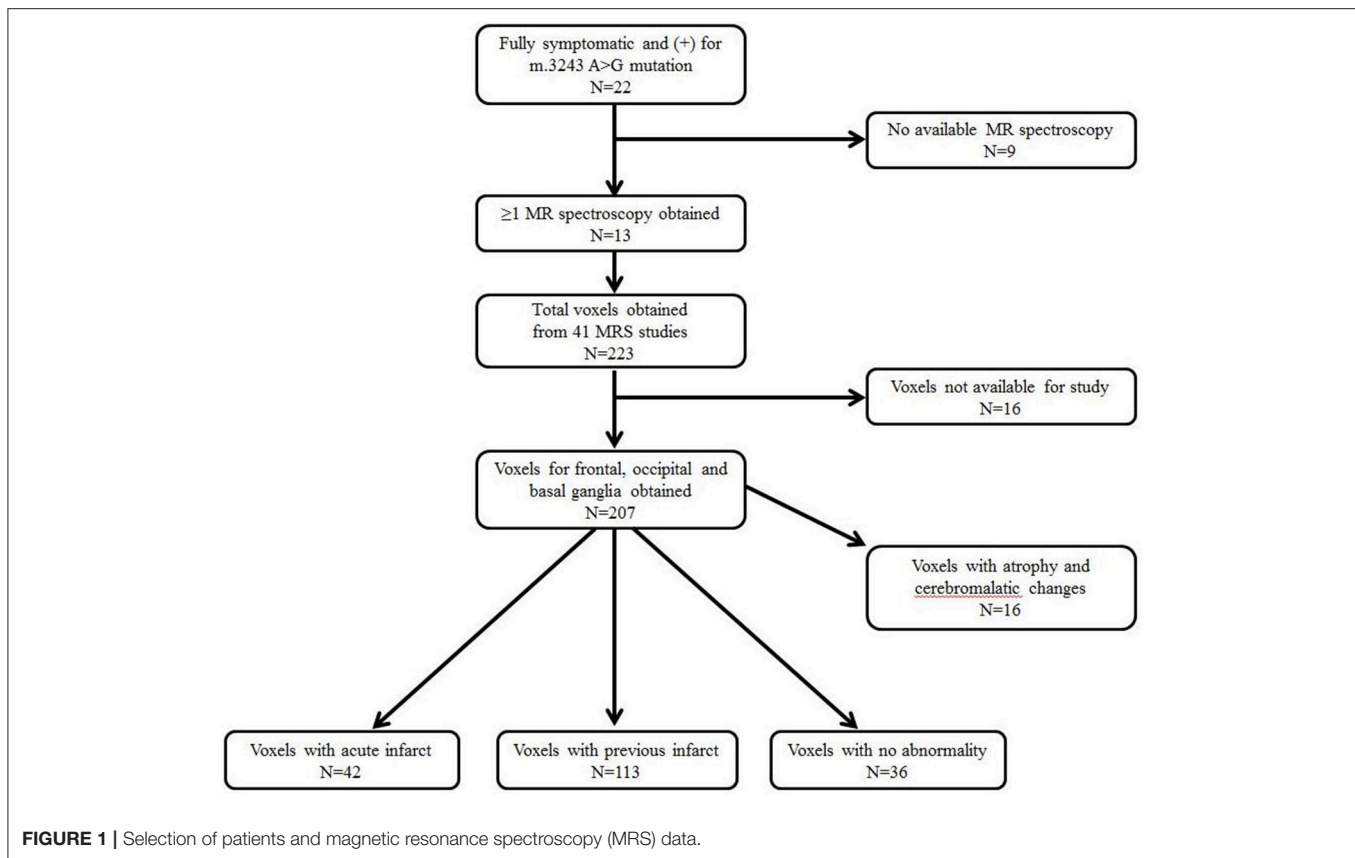 Fully symptomatic and (+) for
m.3243 A>G mutation
N=22
No available MR spectroscopy
N=9
≥1 MR spectroscopy obtained
N=13
Total voxels obtained
from 41 MRS studies
N=223
Voxels not available for study
N=16
Voxels for frontal, occipital and
basal ganglia obtained
N=207
Voxels with atrophy and
cerebromalatic changes
N=16
Voxels with acute infarct
N=42
Voxels with previous infarct
N=113
Voxels with no abnormality
N=36
FIGURE 1 | Selection of patients and magnetic resonance spectroscopy (MRS) data.